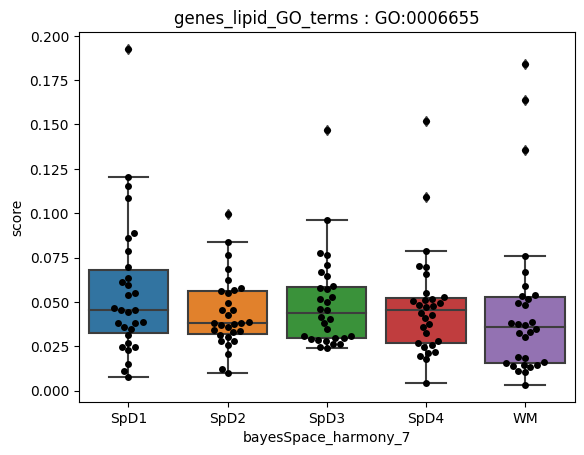 genes_lipid_GO_terms : GO:0006655
score
0.200
0.175
0.150
0.125
0.100
0.075
0.050
0.025
0.000
SpD1 SpD2 SpD3 SpD4 WM
bayesSpace_harmony_7